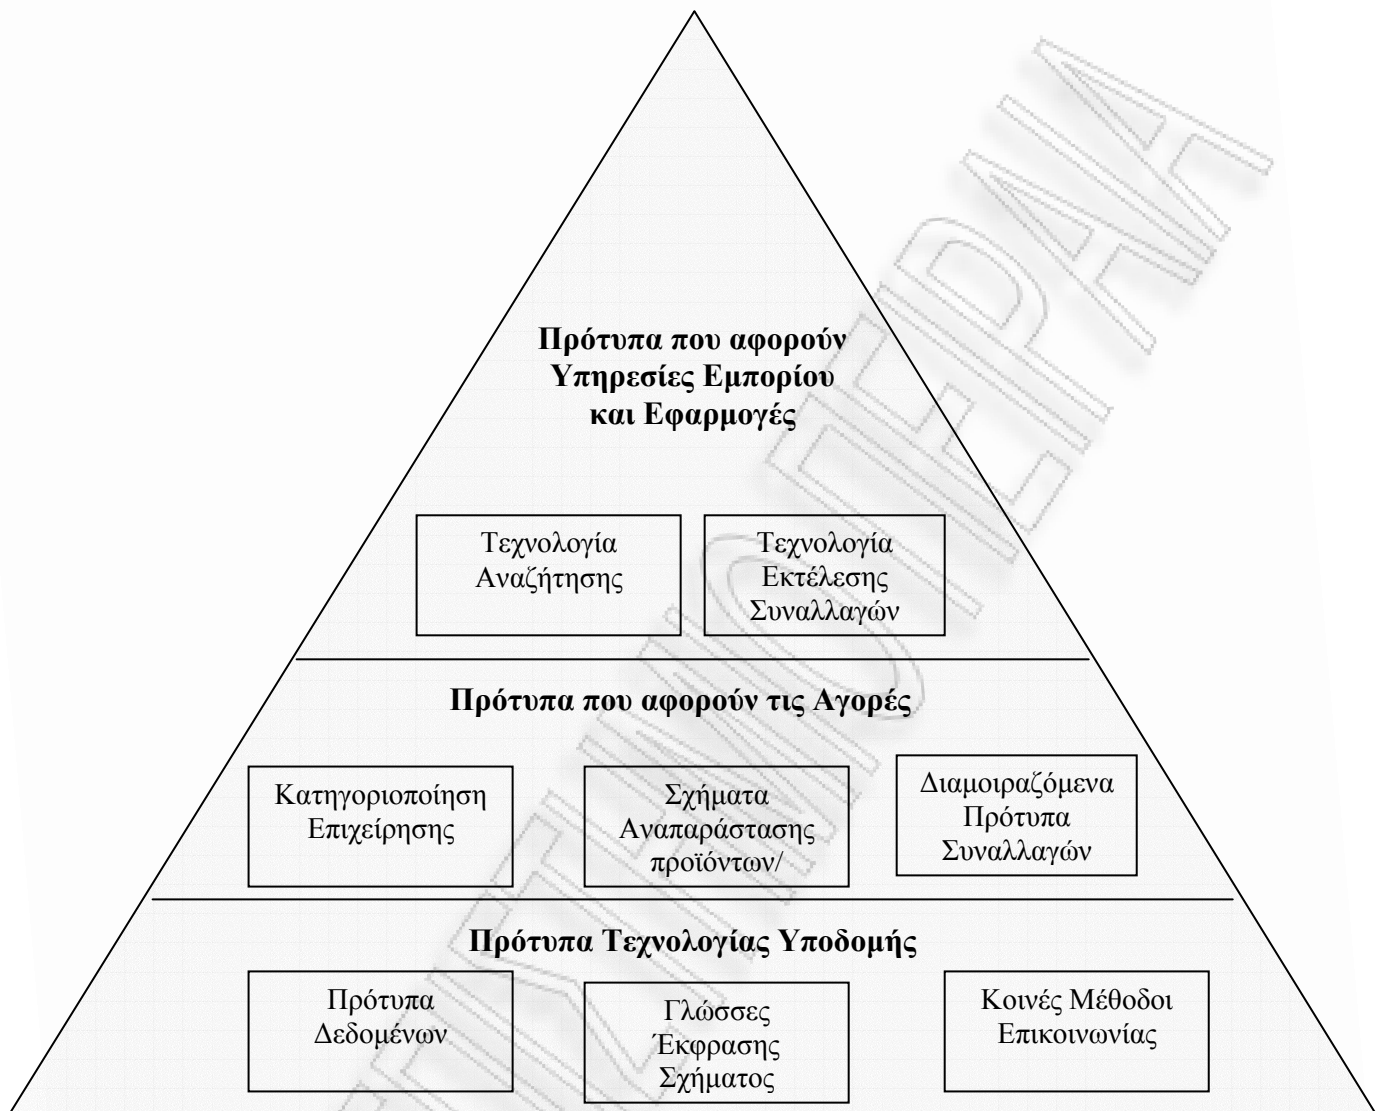 Πρότυπα που αφορούν
Υπηρεσίες Εμπορίου
και Εφαρμογές
Τεχνολογία
Αναζήτησης
Τεχνολογία
Εκτέλεσης
Συναλλαγών
Πρότυπα που αφορούν τις Αγορές
Κατηγοριοποίηση
Επιχείρησης
Σχήματα
Αναπαράστασης
προϊόντων/
Διαμοιραζόμενα
Πρότυπα
Συναλλαγών
Πρότυπα Τεχνολογίας Υποδομής
Πρότυπα
Δεδομένων
Γλώσσες
Έκφρασης
Σχήματος
Κοινές Μέθοδοι
Επικοινωνίας